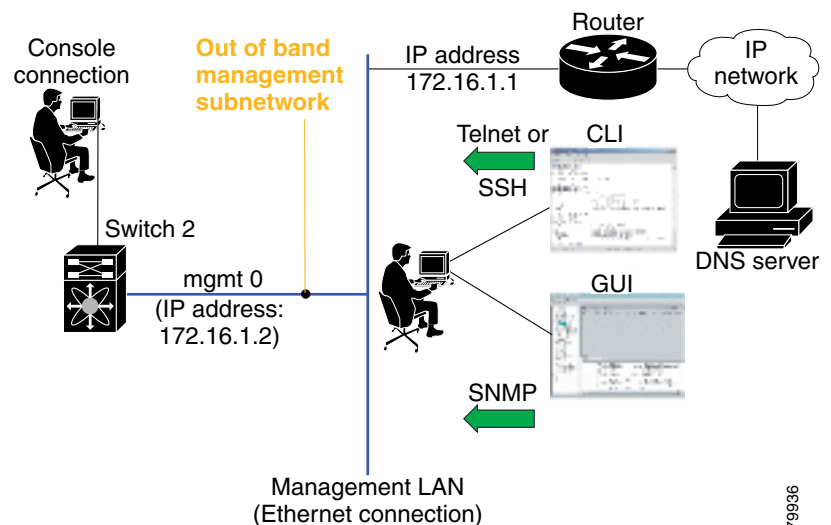 Console
connection
Out of band
management
subnetwork
IP address
172.16.1.1
Router
IP
network
Telnet or
SSH
CLI
Switch 2
mgmt 0
(IP address:
172.16.1.2)
DNS server
GUI
SNMP
Management LAN
(Ethernet connection)
79936